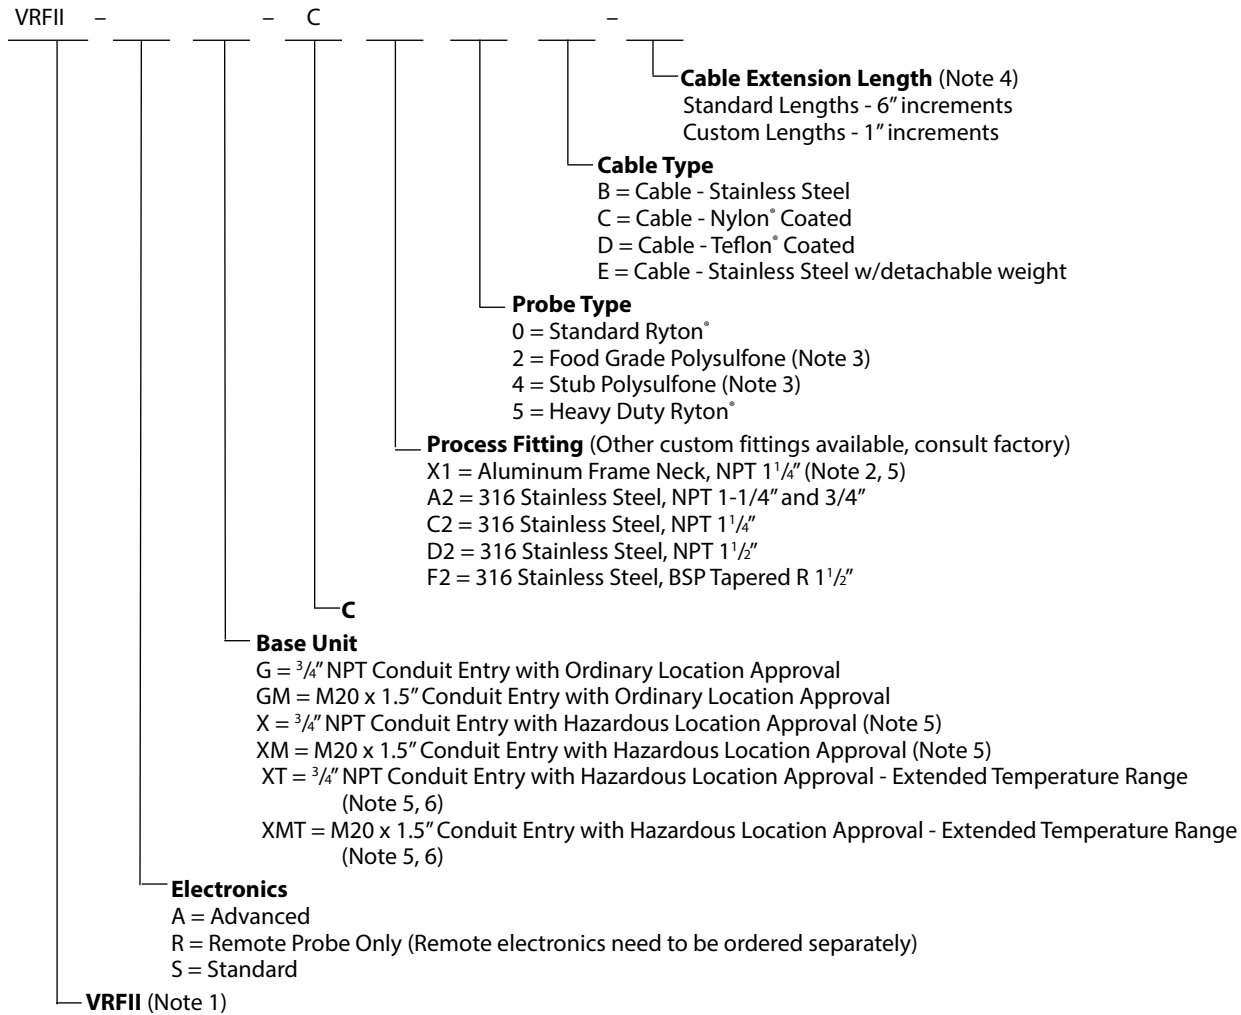 VRFII – – C –
Cable Extension Length (Note 4)
Standard Lengths - 6" increments
Custom Lengths - 1" increments
Cable Type
B = Cable - Stainless Steel
C = Cable - Nylon® Coated
D = Cable - Teflon® Coated
E = Cable - Stainless Steel w/detachable weight
Probe Type
0 = Standard Ryton®
2 = Food Grade Polysulfone (Note 3)
4 = Stub Polysulfone (Note 3)
5 = Heavy Duty Ryton®
Process Fitting (Other custom fittings available, consult factory)
X1 = Aluminum Frame Neck, NPT 1 1/4" (Note 2, 5)
A2 = 316 Stainless Steel, NPT 1-1/4" and 3/4"
C2 = 316 Stainless Steel, NPT 1 1/4"
D2 = 316 Stainless Steel, NPT 1 1/2"
F2 = 316 Stainless Steel, BSP Tapered R 1 1/2"
C
Base Unit
G = 3/4" NPT Conduit Entry with Ordinary Location Approval
GM = M20 x 1.5" Conduit Entry with Ordinary Location Approval
X = 3/4" NPT Conduit Entry with Hazardous Location Approval (Note 5)
XM = M20 x 1.5" Conduit Entry with Hazardous Location Approval (Note 5)
XT = 3/4" NPT Conduit Entry with Hazardous Location Approval - Extended Temperature Range
(Note 5, 6)
XMT = M20 x 1.5" Conduit Entry with Hazardous Location Approval - Extended Temperature Range
(Note 5, 6)
Electronics
A = Advanced
R = Remote Probe Only (Remote electronics need to be ordered separately)
S = Standard
VRFII (Note 1)